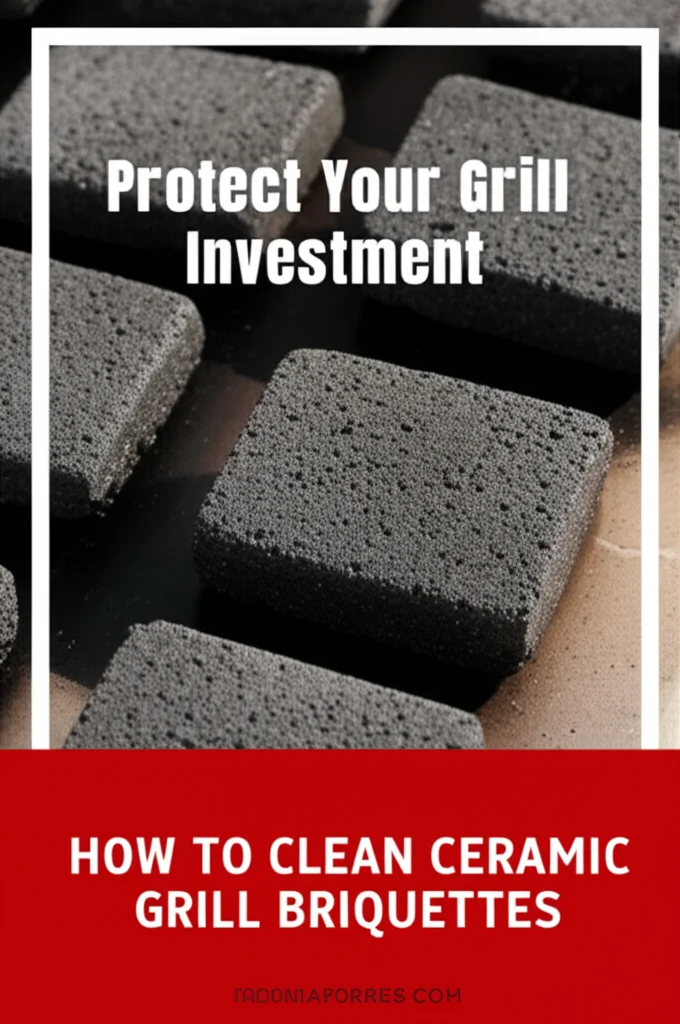 Protect Your Grill
Investment
HOW TO CLEAN CERAMIC
GRILL BRIQUETTES